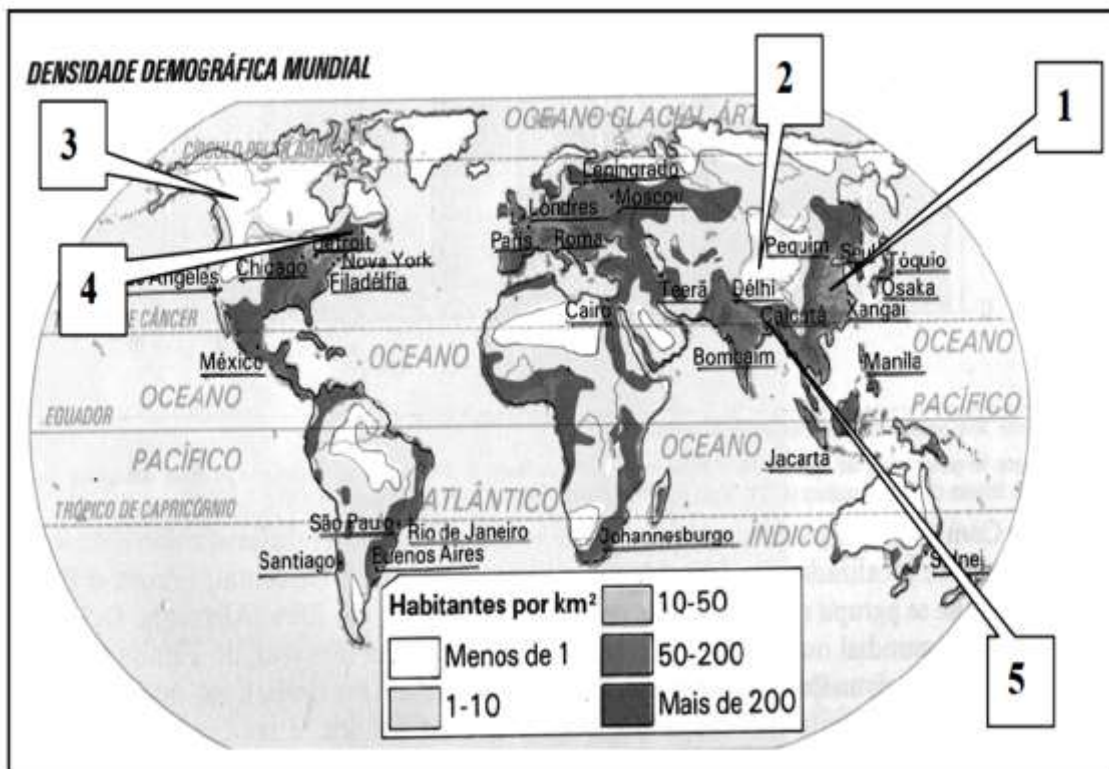 DENSIDADE DEMOGRÁFICA MUNDIAL
2
1
3
OCEANO GLACIAL ÁRT
CÍRCULO POLAR
Leningrado
Moscou
Londres
Paris
Roma
Pequim
Seul
Tóquio
Osaka
Xangai
Detroit
Chicago
Nova York
Filadélfia
Angeles
4
DE CÂNCER
Teerã
Délhi
Cairo
Calcutá
Bombaim
Manila
México
OCEANO
OCEANO
OCEANO
PACÍFICO
EQUADOR
OCEANO
PACÍFICO
Jacarta
ATLÂNTICO
TRÓPICO DE CAPRICÓRNIO
São Paulo
Rio de Janeiro
Johannesburgo
ÍNDICO
Santiago
Buenos Aires
Sidnei
Habitantes por km²
Menos de 1
1-10
10-50
50-200
Mais de 200
5